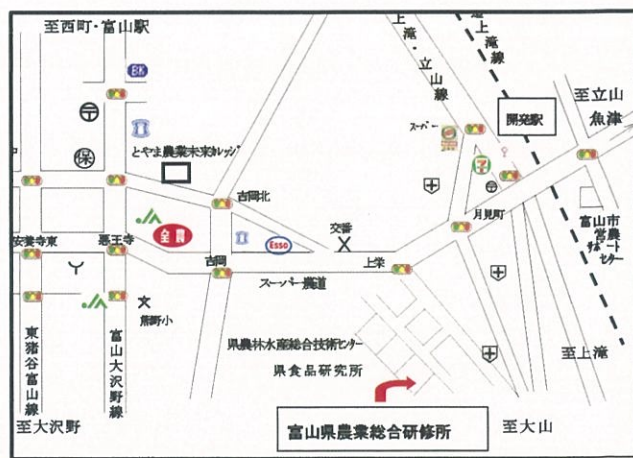 至西町・富山駅
上滝・立山線
道上滝線
至立山
魚津
BK
開発駅
スーパー
〒
とやま農業未来カレッジ
保
子
〒
吉岡北
月見町
富山市
営農
サポート
センター
全農
交番
安養寺東
悪王寺
Esso
吉岡
上栄
スーパー農道
文
熊野小
東猪谷富山線
富山大沢野線
県農林水産総合技術センター
県食品研究所
至上滝
富山県農業総合研修所
至大沢野
至大山